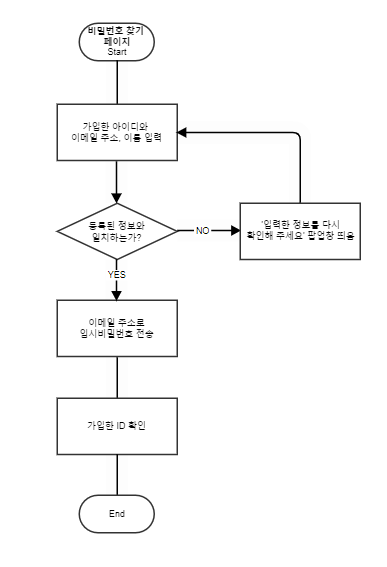 비밀번호 찾기
페이지
Start
가입한 아이디와
이메일 주소, 이름 입력
등록된 정보와
일치하는가?
NO
'입력한 정보를 다시
확인해 주세요' 팝업창 띄움
YES
이메일 주소로
임시비밀번호 전송
가입한 ID 확인
End